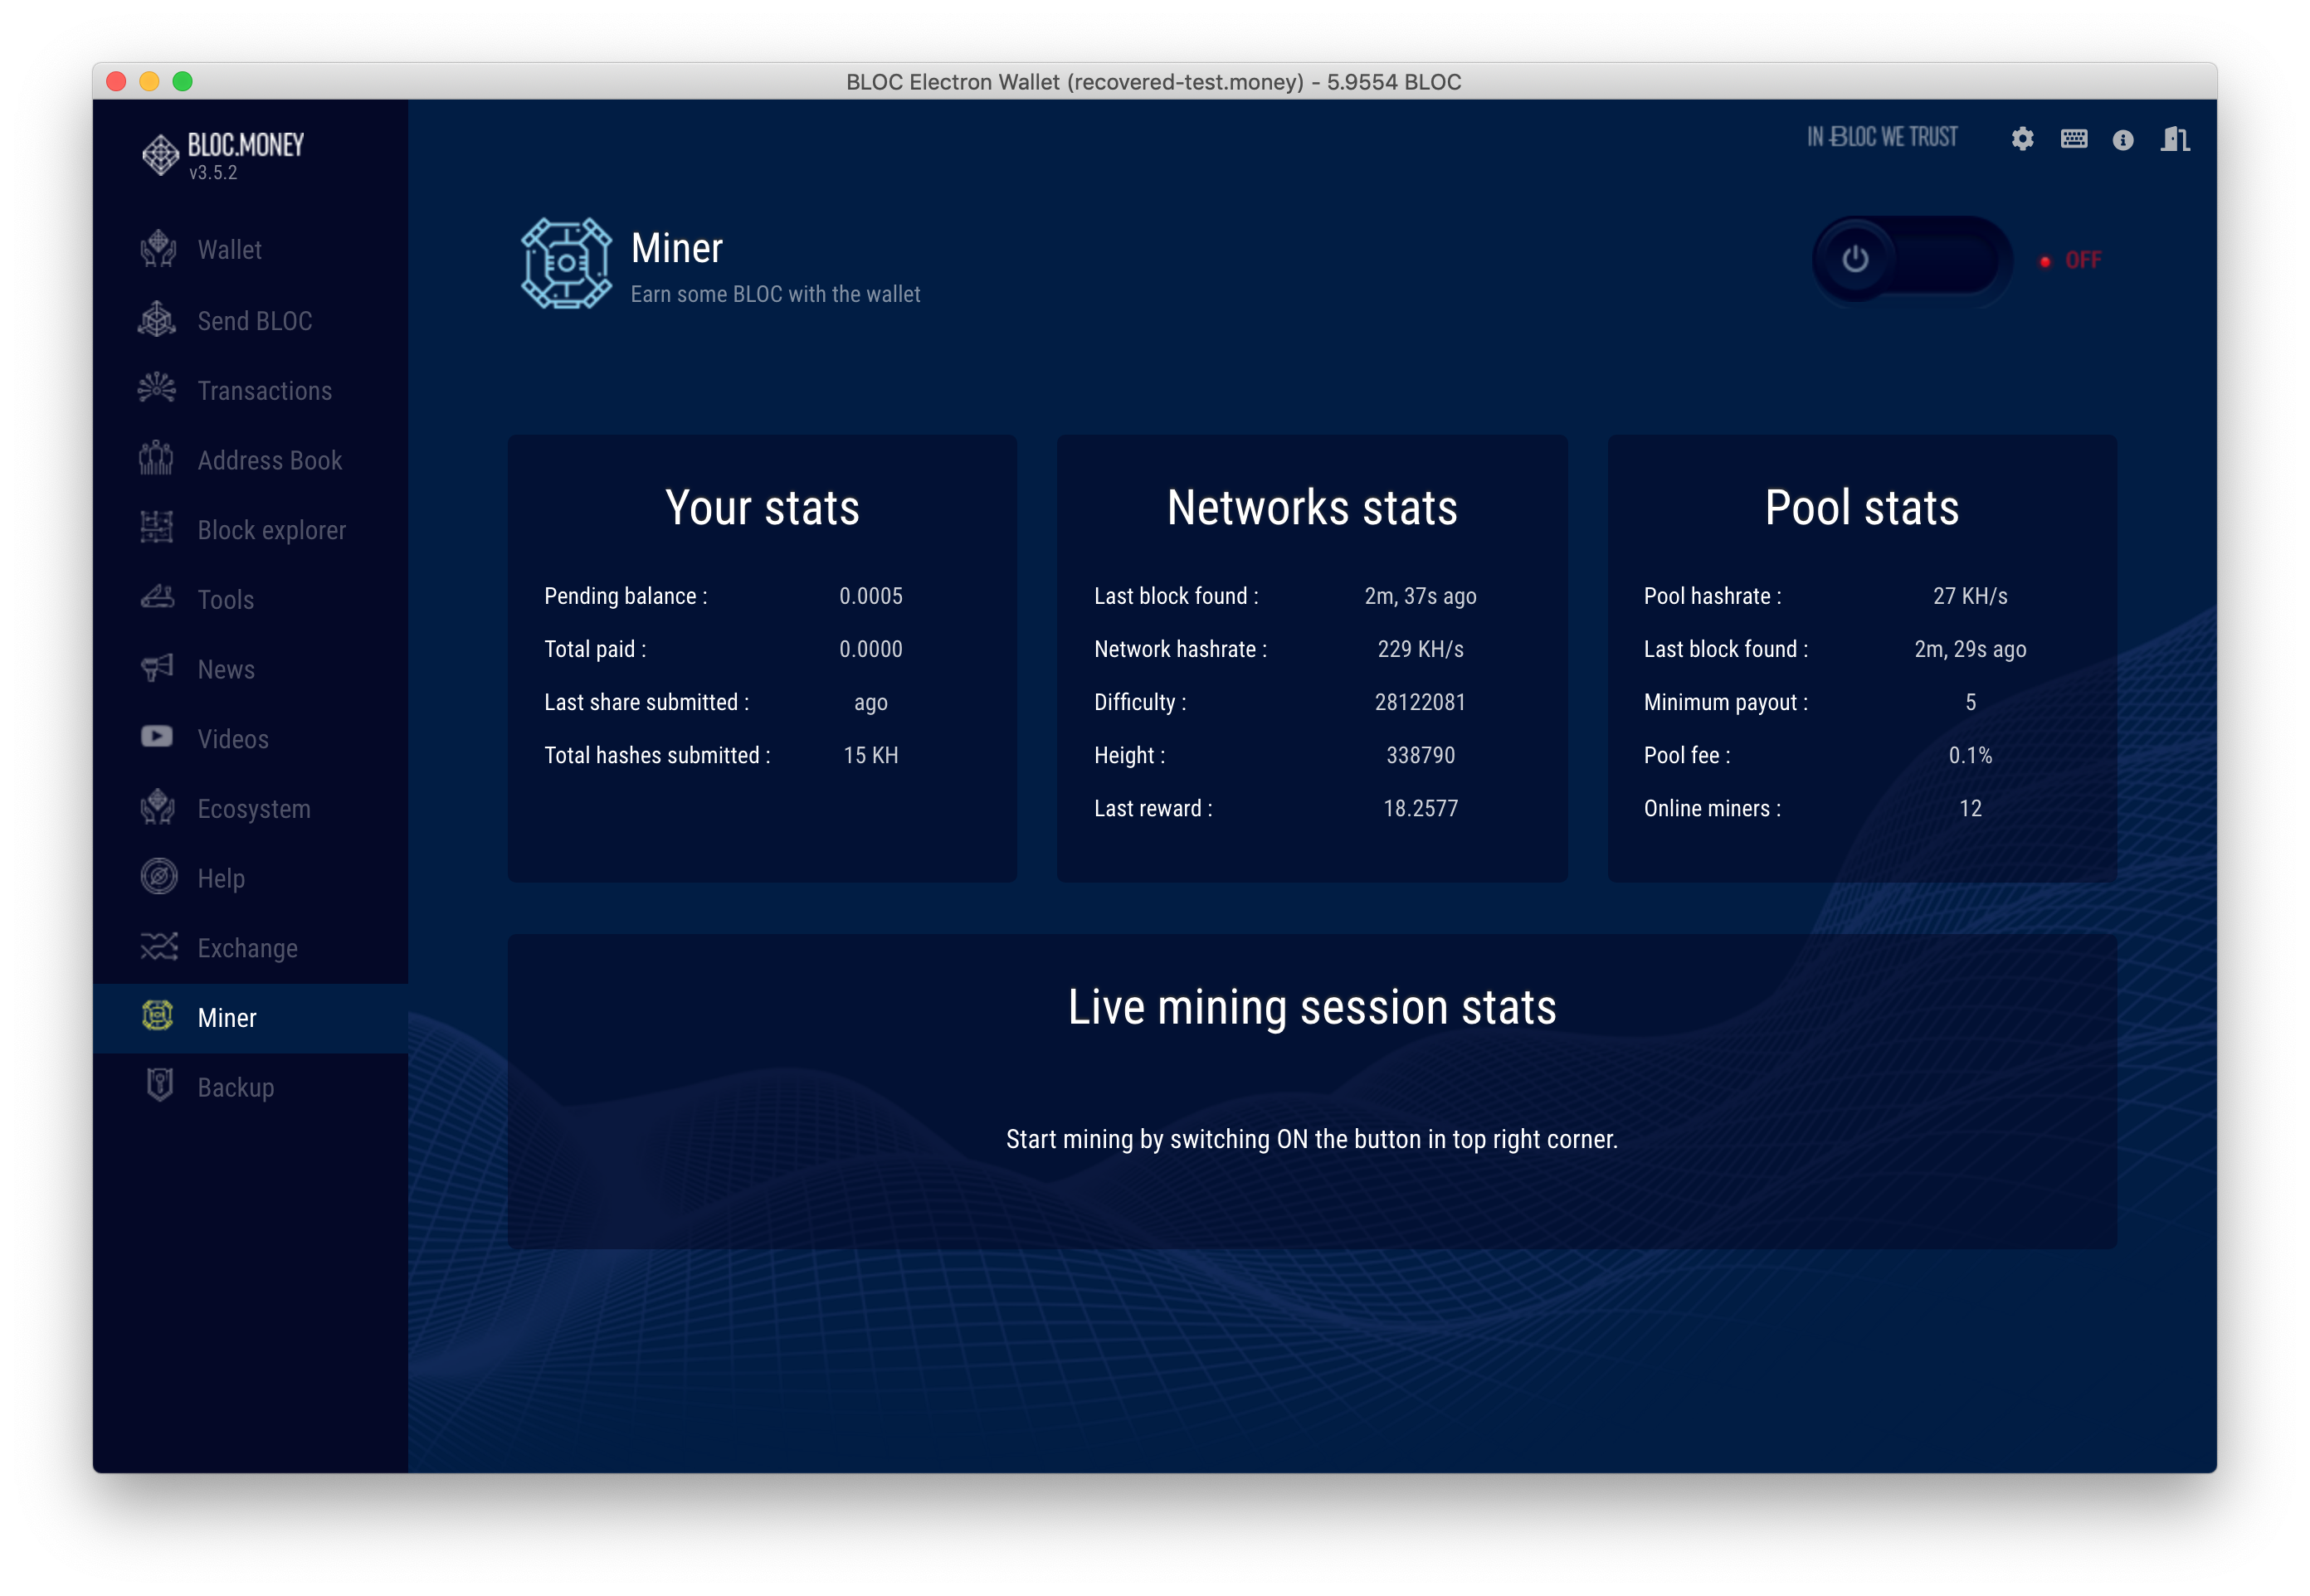 BLOC Electron Wallet (recovered-test.money) - 5.9554 BLOC
BLOC.MONEY
v3.5.2
IN BLOC WE TRUST
Wallet
Send BLOC
Transactions
Address Book
Block explorer
Tools
News
Videos
Ecosystem
Help
Exchange
Miner
Backup
Miner
Earn some BLOC with the wallet
OFF
Your stats
Pending balance : 0.0005
Total paid : 0.0000
Last share submitted : ago
Total hashes submitted : 15 KH
Networks stats
Last block found : 2m, 37s ago
Network hashrate : 229 KH/s
Difficulty : 28122081
Height : 338790
Last reward : 18.2577
Pool stats
Pool hashrate : 27 KH/s
Last block found : 2m, 29s ago
Minimum payout : 5
Pool fee : 0.1%
Online miners : 12
Live mining session stats
Start mining by switching ON the button in top right corner.